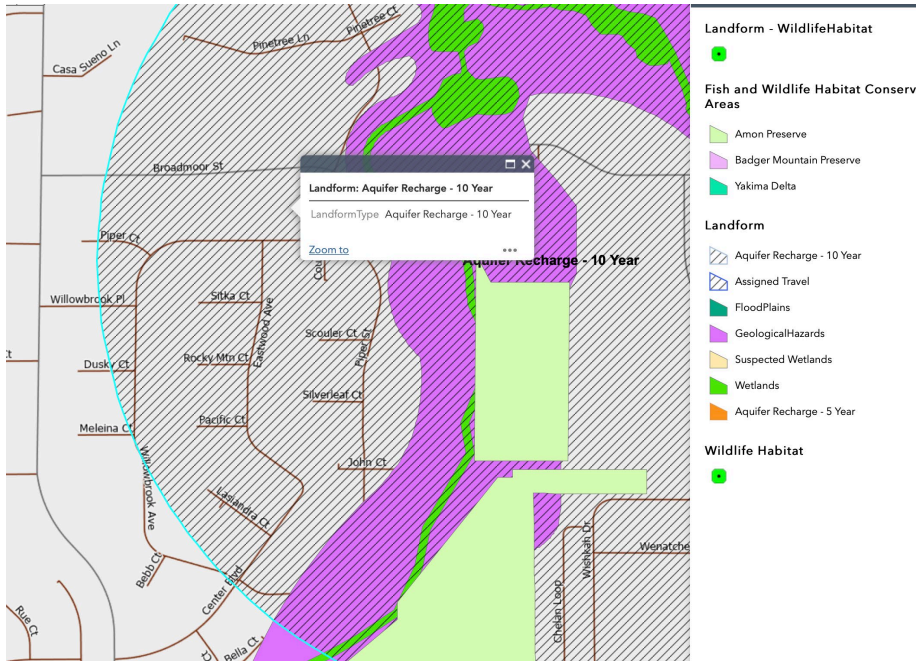 Casa Sueno Ln
Pinetree Ln
Pinetree Ct
Broadmoor St
Landform: Aquifer Recharge - 10 Year
LandformType Aquifer Recharge - 10 Year
Zoom to
Aquifer Recharge - 10 Year
Piper Ct
Willowbrook Pl
Sitka Ct
Eastwood Ave
Scouler Ct
Piper St
Dusky Ct
Rocky Mtn Ct
Silverleaf Ct
Meleina Ct
Pacific Ct
John Ct
Willowbrook Ave
Lasiandra Ct
Bebb Ct
Center Blvd
Rue Ct
Bella Ct
Chelan Loop
Wishkah Dr
Wenatche
Landform - WildlifeHabitat
Fish and Wildlife Habitat Conserv
Areas
Amon Preserve
Badger Mountain Preserve
Yakima Delta
Landform
Aquifer Recharge - 10 Year
Assigned Travel
FloodPlains
GeologicalHazards
Suspected Wetlands
Wetlands
Aquifer Recharge - 5 Year
Wildlife Habitat